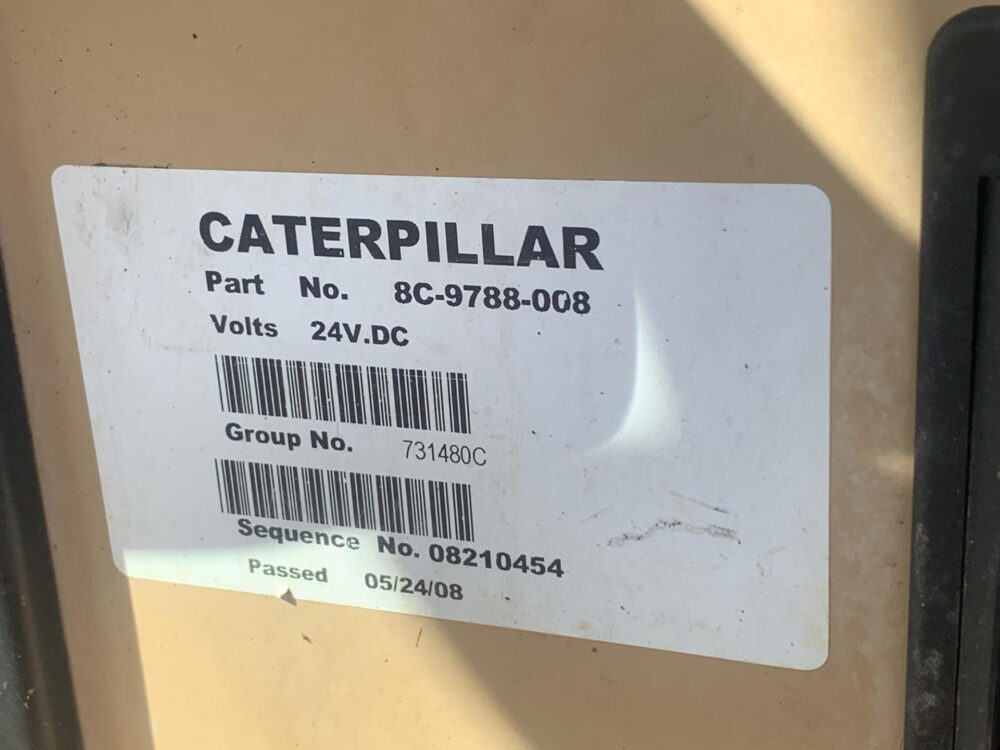 CATERPILLAR
Part No. 8C-9788-008
Volts 24V.DC
Group No. 731480C
Sequence No. 08210454
Passed 05/24/08